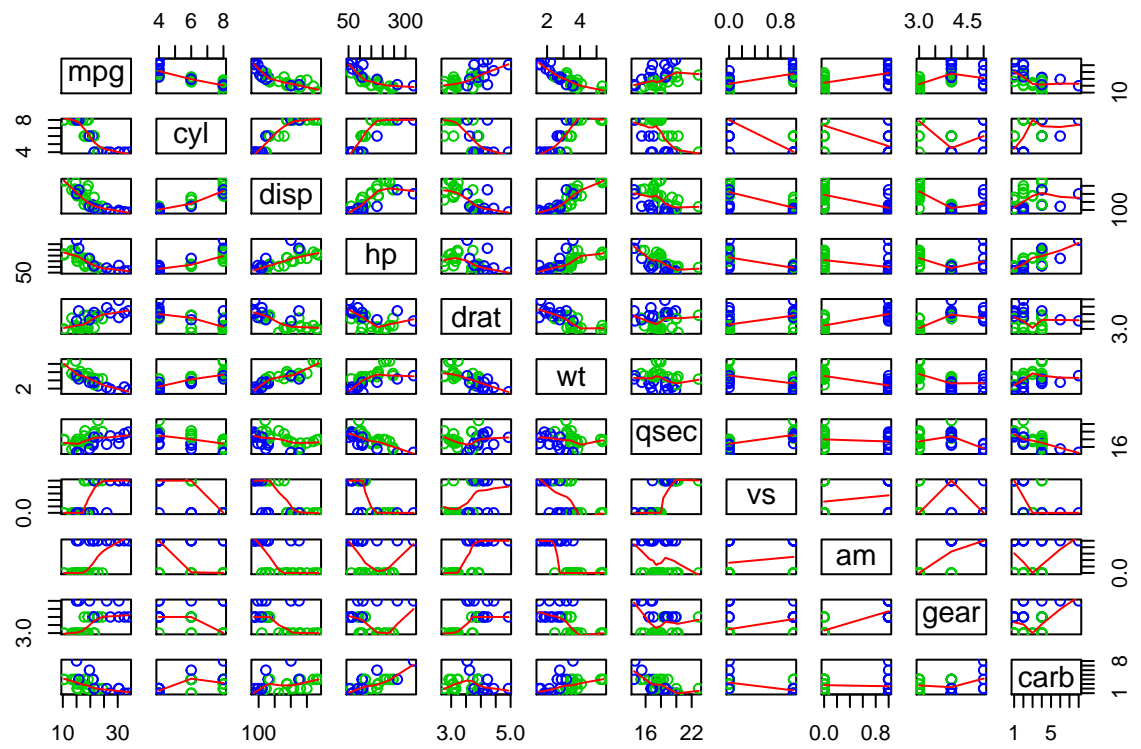 4 6 8 50 300 2 4 0.0 0.8 3.0 4.5
mpg 10
4 8 cyl
disp 100
50 hp
drat 3.0
2 wt
qsec 16
0.0 vs
am 0.0
3.0 gear
carb 1 8
10 30 100 3.0 5.0 16 22 0.0 0.8 1 5